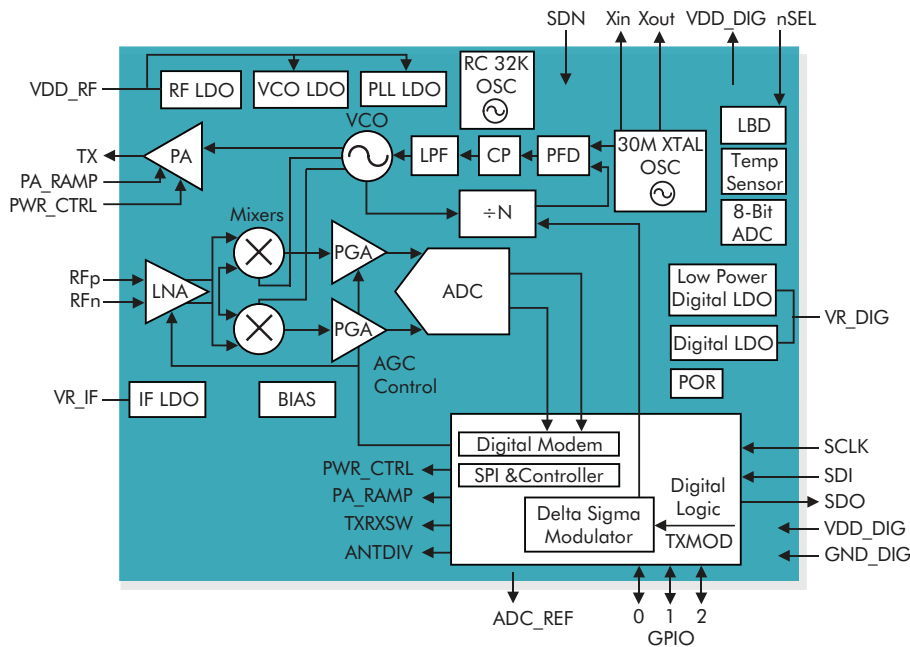 SDN
Xin
Xout
VDD_DIG
nSEL
VDD_RF
RF LDO
VCO LDO
PLL LDO
RC 32K
OSC
LBD
VCO
TX
PA
LPF
CP
PFD
30M XTAL
OSC
Temp
Sensor
PA_RAMP
PWR_CTRL
8-Bit
ADC
Mixers
÷N
PGA
RFp
RFn
LNA
ADC
Low Power
Digital LDO
VR_DIG
PGA
Digital LDO
AGC
Control
POR
VR_IF
IF LDO
BIAS
Digital Modem
SCLK
PWR_CTRL
SPI &Controller
SDI
PA_RAMP
Digital
Logic
SDO
TXRXSW
Delta Sigma
Modulator
TXMOD
VDD_DIG
ANTDIV
GND_DIG
ADC_REF
0
1
2
GPIO